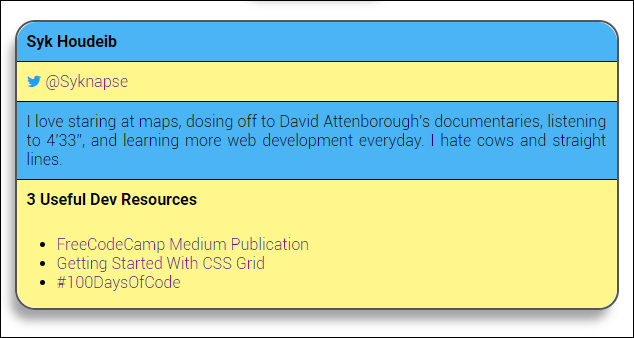 Syk Houdeib
@Syknapse
I love staring at maps, dosing off to David Attenborough's documentaries, listening
to 4'33", and learning more web development everyday. I hate cows and straight
lines.
3 Useful Dev Resources
FreeCodeCamp Medium Publication
Getting Started With CSS Grid
#100DaysOfCode